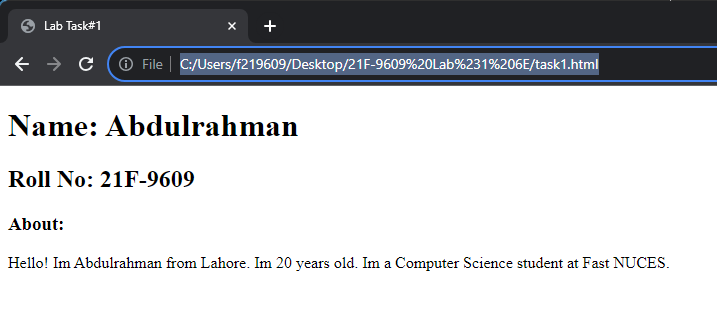 Lab Task#1
File
C:/Users/f219609/Desktop/21F-9609%20Lab%231%206E/task1.html
Name: Abdulrahman
Roll No: 21F-9609
About:
Hello! Im Abdulrahman from Lahore. Im 20 years old. Im a Computer Science student at Fast NUCES.